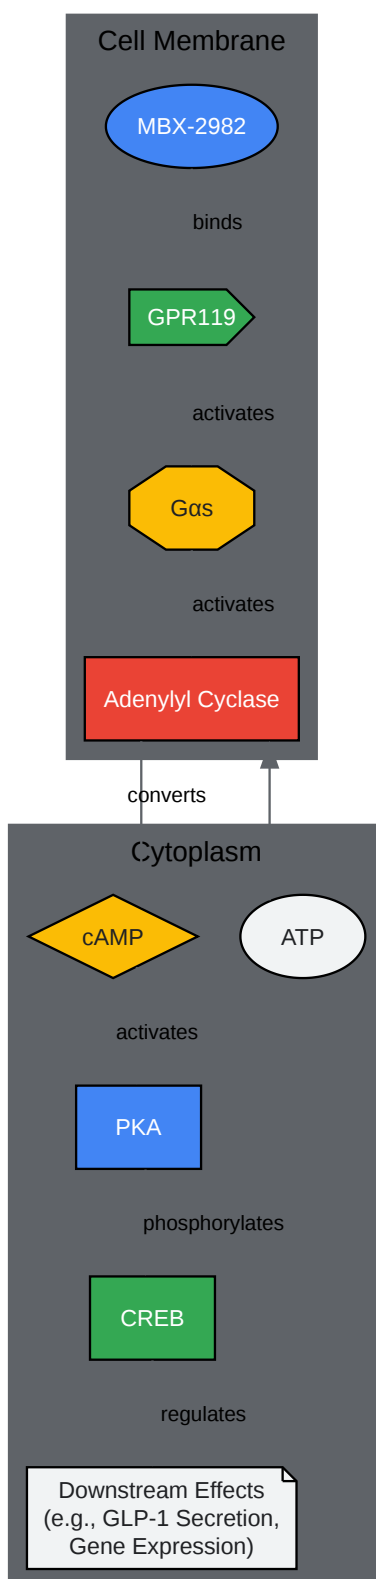 Cell Membrane
MBX-2982
binds
GPR119
activates
Gαs
activates
Adenylyl Cyclase
converts
Cytoplasm
cAMP
ATP
activates
PKA
phosphorylates
CREB
regulates
Downstream Effects
(e.g., GLP-1 Secretion,
Gene Expression)